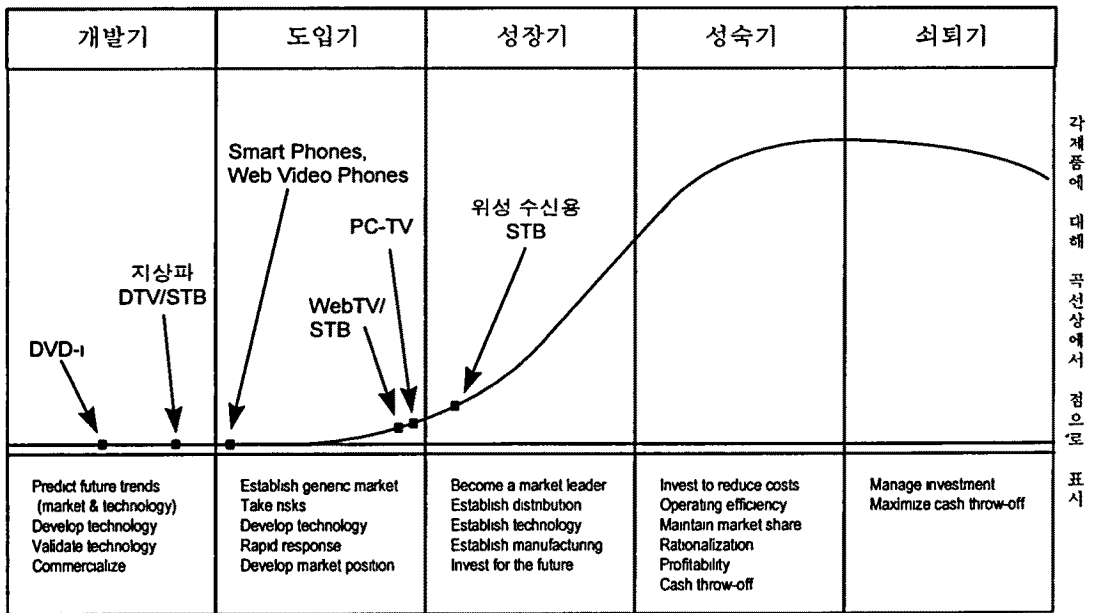 개발기
도입기
성장기
성숙기
쇠퇴기
Smart Phones,
Web Video Phones
PC-TV
위성 수신용
STB
지상파
DTV/STB
WebTV/
STB
DVD-i
각제품에 대해 곡선상에서 점으로 표시
Predict future trends
(market & technology)
Develop technology
Validate technology
Commercialize
Establish generic market
Take risks
Develop technology
Rapid response
Develop market position
Become a market leader
Establish distribution
Establish technology
Establish manufacturing
Invest for the future
Invest to reduce costs
Operating efficiency
Maintain market share
Rationalization
Profitability
Cash throw-off
Manage investment
Maximize cash throw-off